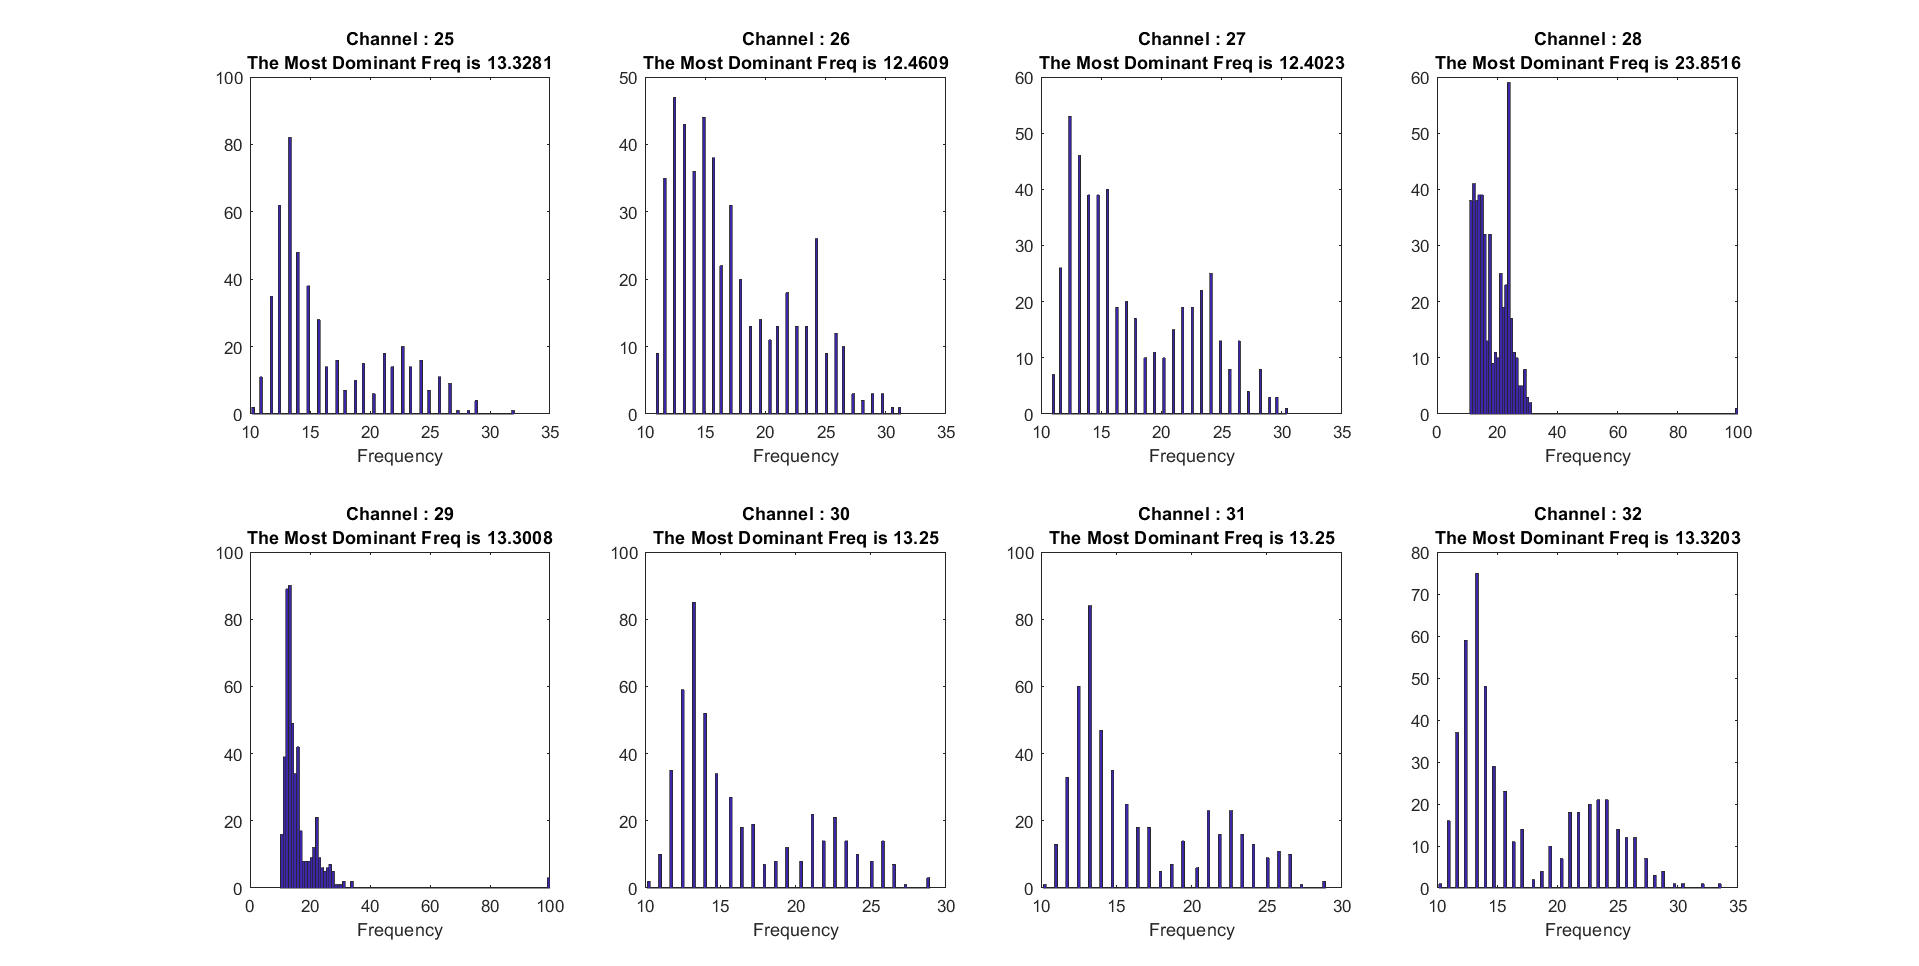 Channel : 25
The Most Dominant Freq is 13.3281
100
80
60
40
20
0
10 15 20 25 30 35
Frequency
Channel : 26
The Most Dominant Freq is 12.4609
50
40
30
20
10
0
10 15 20 25 30 35
Frequency
Channel : 27
The Most Dominant Freq is 12.4023
60
50
40
30
20
10
0
10 15 20 25 30 35
Frequency
Channel : 28
The Most Dominant Freq is 23.8516
60
50
40
30
20
10
0
0 20 40 60 80 100
Frequency
Channel : 29
The Most Dominant Freq is 13.3008
100
80
60
40
20
0
0 20 40 60 80 100
Frequency
Channel : 30
The Most Dominant Freq is 13.25
100
80
60
40
20
0
10 15 20 25 30
Frequency
Channel : 31
The Most Dominant Freq is 13.25
100
80
60
40
20
0
10 15 20 25 30
Frequency
Channel : 32
The Most Dominant Freq is 13.3203
80
70
60
50
40
30
20
10
0
10 15 20 25 30 35
Frequency